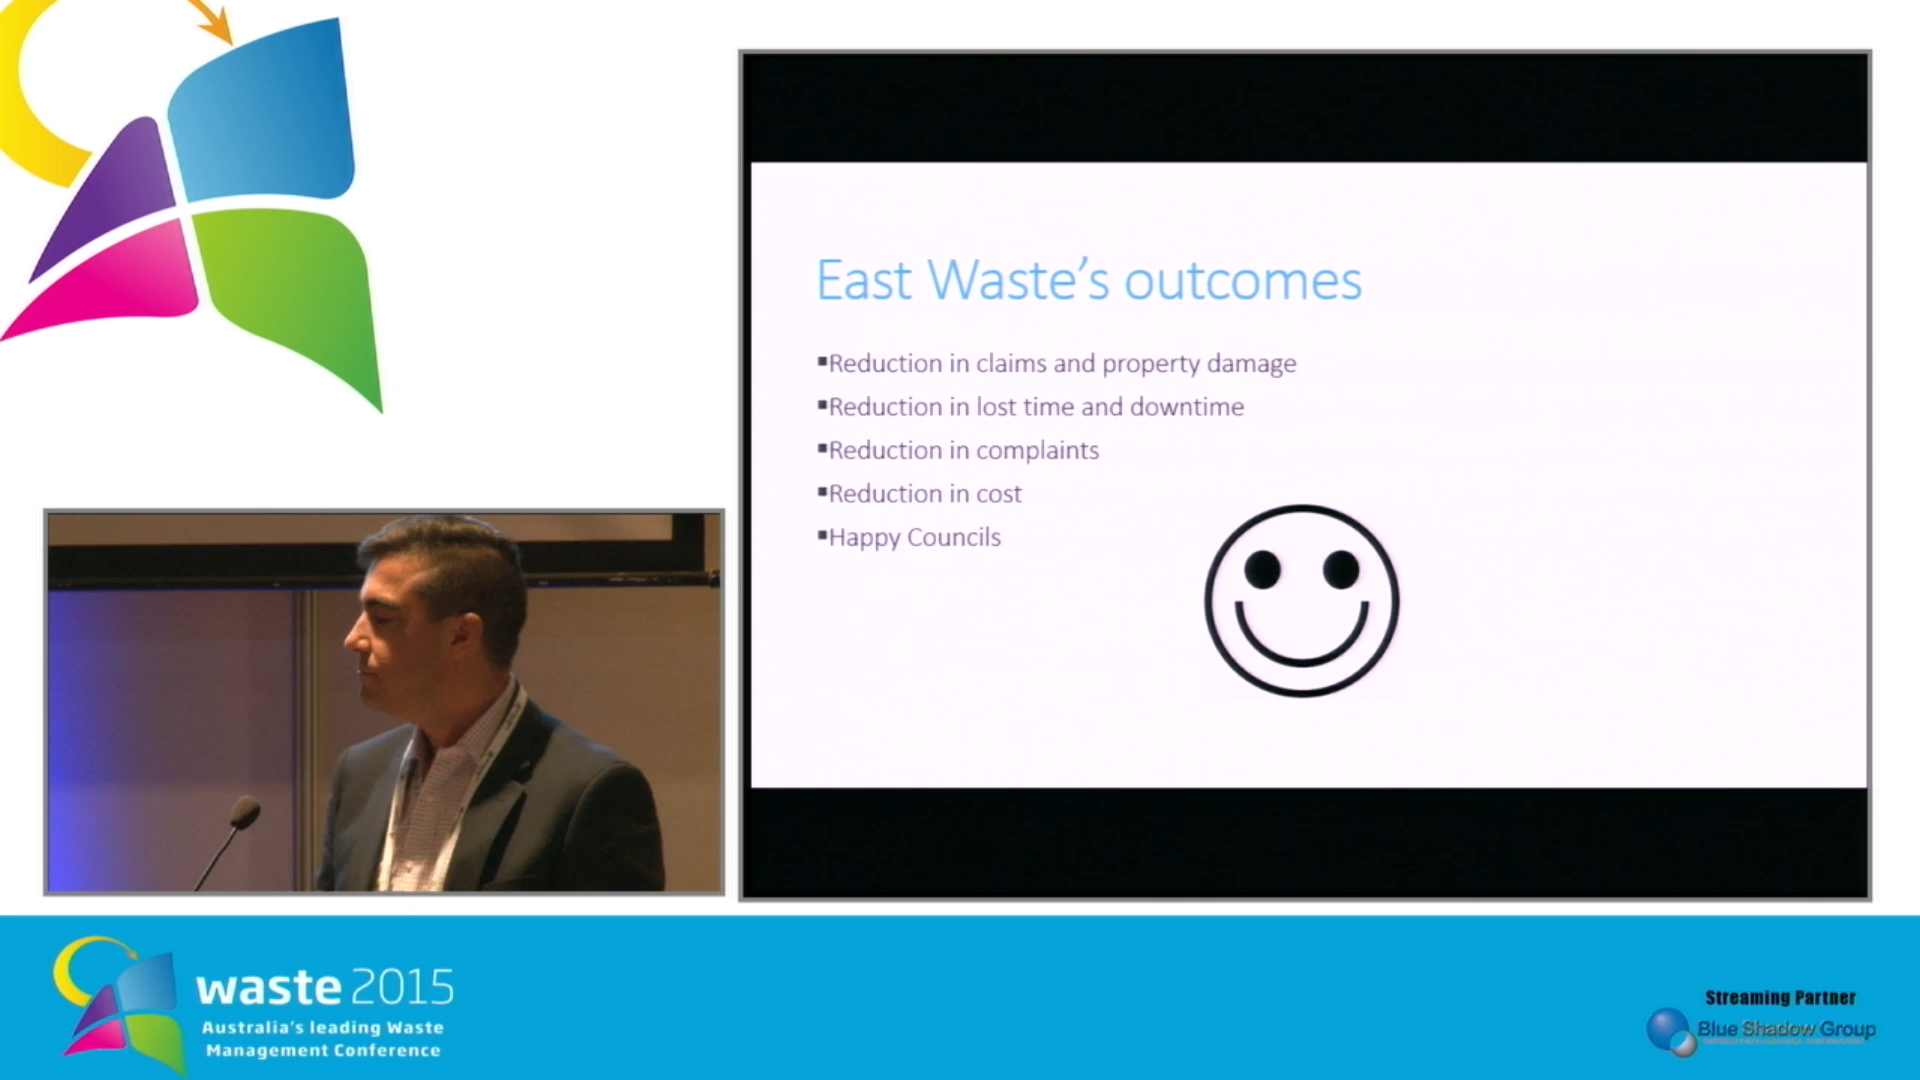 East Waste's outcomes
▪Reduction in claims and property damage
▪Reduction in lost time and downtime
▪Reduction in complaints
▪Reduction in cost
▪Happy Councils
waste 2015
Australia's leading Waste
Management Conference
Streaming Partner
Blue Shadow Group